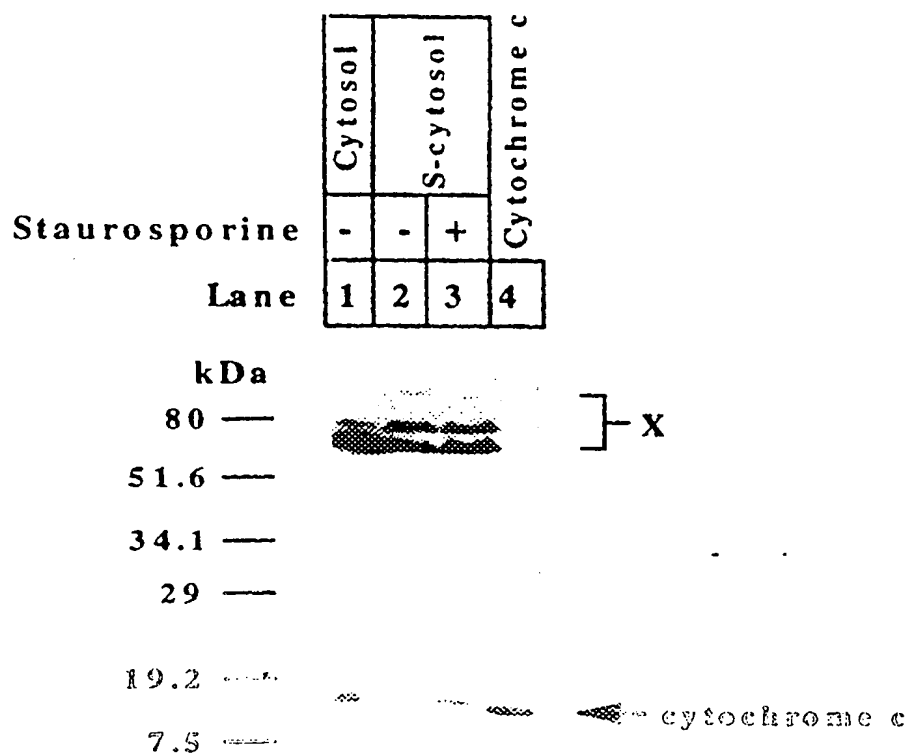 Cytosol
S-cytosol
Cytochrome c
Staurosporine - - +
Lane 1 2 3 4
kDa
80
X
51.6
34.1
29
19.2
cytochrome c
7.5